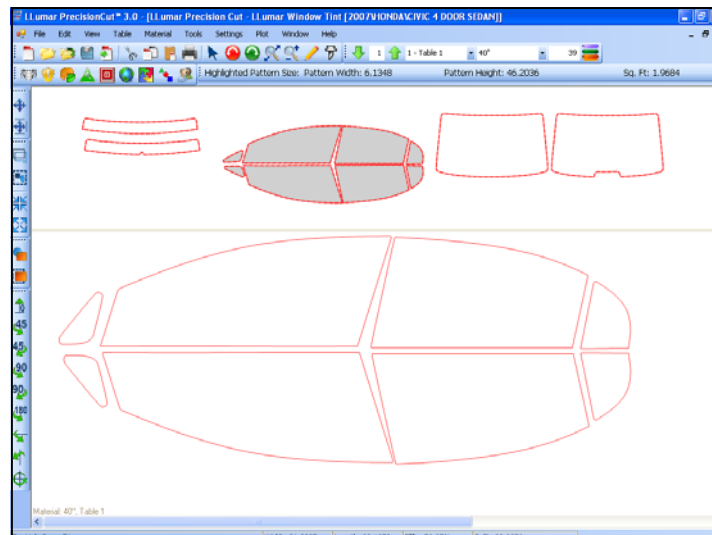 LLumar PrecisionCut™ 3.0 - [LLumar Precision Cut - LLumar Window Tint [2007\HONDA\CIVIC 4 DOOR SEDAN]]
File Edit View Table Material Tools Settings Plot Window Help
1 1 - Table 1 40" 39
Highlighted Pattern Size: Pattern Width: 6.1348 Pattern Height: 46.2036 Sq. Ft: 1.9684
45
45
90
90
180
Material: 40", Table 1